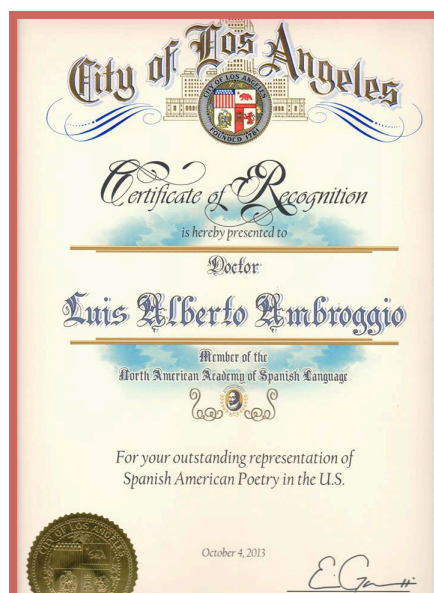 City of Los Angeles
CITY OF LOS ANGELES
FOUNDED 1781
Certificate of Recognition
is hereby presented to
Doctor
Luis Alberto Ambroggio
Member of the
North American Academy of Spanish Language
For your outstanding representation of
Spanish American Poetry in the U.S.
October 4, 2013
CITY OF LOS ANGELES